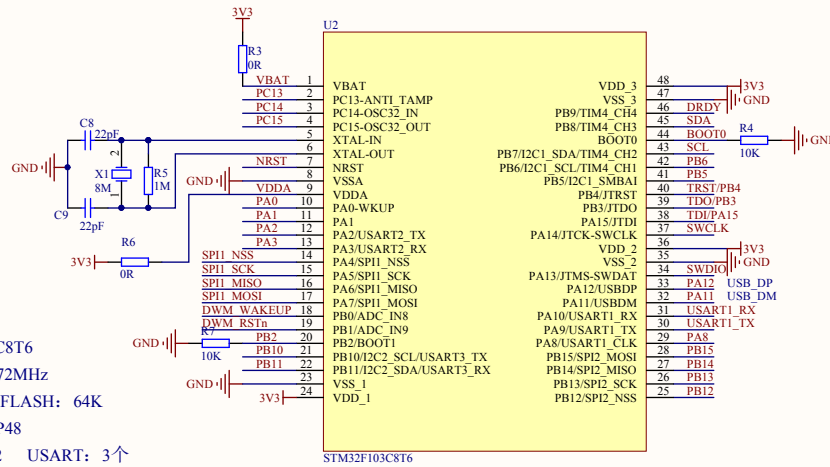 3V3
U2
R3
0R
VBAT 1 VBAT VDD_3 48 3V3
PC13 2 PC13-ANTI_TAMP VSS_3 47 GND
PC14 3 PC14-OSC32_IN PB9/TIM4_CH4 46 DRDY
PC15 4 PC15-OSC32_OUT PB8/TIM4_CH3 45 SDA
C8 22pF 5 XTAL-IN BOOT0 44 BOOT0 R4 10K GND
6 XTAL-OUT PB7/I2C1_SDA/TIM4_CH2 43 SCL
GND X1 8M 2 1 R5 1M
NRST 7 NRST PB6/I2C1_SCL/TIM4_CH1 42 PB6
GND 8 VSSA PB5/I2C1_SMBAI 41 PB5
VDDA 9 VDDA PB4/JTRST 40 TRST/PB4
C9 22pF
PA0 10 PA0-WKUP PB3/JTDO 39 TDO/PB3
PA1 11 PA1 PA15/JTDI 38 TDI/PA15
PA2 12 PA2/USART2_TX PA14/JTCK-SWCLK 37 SWCLK
R6 0R 3V3
PA3 13 PA3/USART2_RX VDD_2 36 3V3
SPI1_NSS 14 PA4/SPI1_NSS VSS_2 35 GND
SPI1_SCK 15 PA5/SPI1_SCK PA13/JTMS-SWDAT 34 SWDIO
SPI1_MISO 16 PA6/SPI1_MISO PA12/USBDP 33 PA12 USB_DP
SPI1_MOSI 17 PA7/SPI1_MOSI PA11/USBDM 32 PA11 USB_DM
DWM_WAKEUP 18 PB0/ADC_IN8 PA10/USART1_RX 31 USART1_RX
DWM_RSTn 19 PB1/ADC_IN9 PA9/USART1_TX 30 USART1_TX
GND R7 10K PB2 20 PB2/BOOT1 PA8/USART1_CLK 29 PA8
PB10 21 PB10/I2C2_SCL/USART3_TX PB15/SPI2_MOSI 28 PB15
PB11 22 PB11/I2C2_SDA/USART3_RX PB14/SPI2_MISO 27 PB14
GND 23 VSS_1 PB13/SPI2_SCK 26 PB13
3V3 24 VDD_1 PB12/SPI2_NSS 25 PB12
STM32F103C8T6
C8T6
72MHz
FLASH：64K
P48
USART：3个